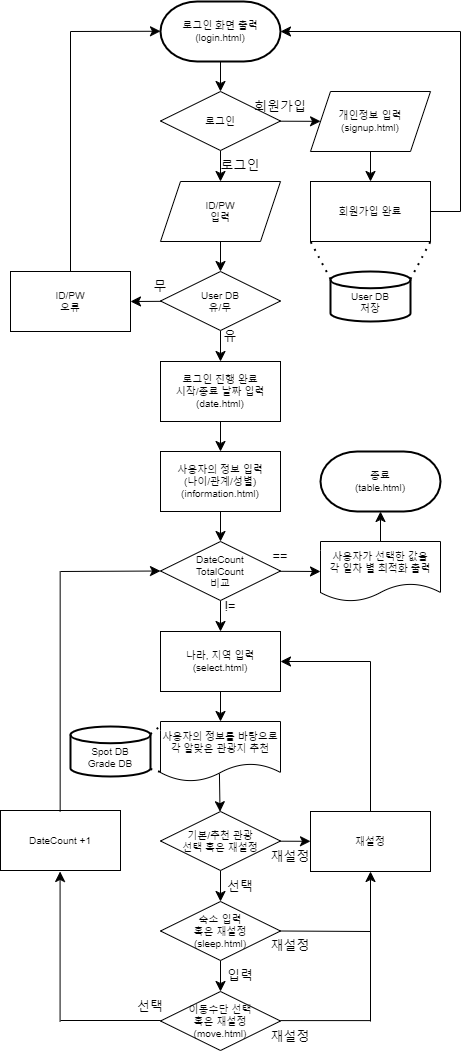 로그인 화면 출력
(login.html)
회원가입
로그인
개인정보 입력
(signup.html)
로그인
ID/PW
입력
회원가입 완료
무
User DB
유/무
ID/PW
오류
User DB
저장
유
로그인 진행 완료
시작/종료 날짜 입력
(date.html)
사용자의 정보 입력
(나이/관계/성별)
(information.html)
종료
(table.html)
DateCount
TotalCount
비교
==
사용자가 선택한 값을
각 일차 별 최적화 출력
!=
나라, 지역 입력
(select.html)
사용자의 정보를 바탕으로
각 알맞은 관광지 추천
Spot DB
Grade DB
DateCount +1
기본/추천 관광
선택 혹은 재설정
재설정
재설정
선택
숙소 입력
혹은 재설정
(sleep.html)
재설정
입력
선택
이동수단 선택
혹은 재설정
(move.html)
재설정